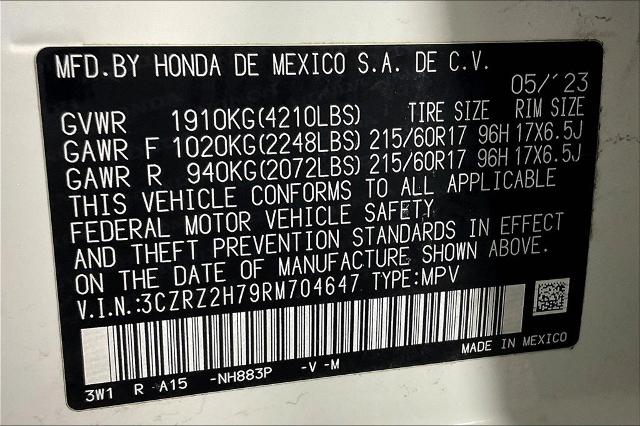 MFD.BY HONDA DE MEXICO S.A. DE C.V.
05/'23
GVWR 1910KG(4210LBS) TIRE SIZE RIM SIZE
GAWR F 1020KG(2248LBS) 215/60R17 96H 17X6.5J
GAWR R 940KG(2072LBS) 215/60R17 96H 17X6.5J
THIS VEHICLE CONFORMS TO ALL APPLICABLE
FEDERAL MOTOR VEHICLE SAFETY
AND THEFT PREVENTION STANDARDS IN EFFECT
ON THE DATE OF MANUFACTURE SHOWN ABOVE.
V.I.N.:3CZRZ2H79RM704647 TYPE:MPV
MADE IN MEXICO
3W1 R -A15 -NH883P -V -M